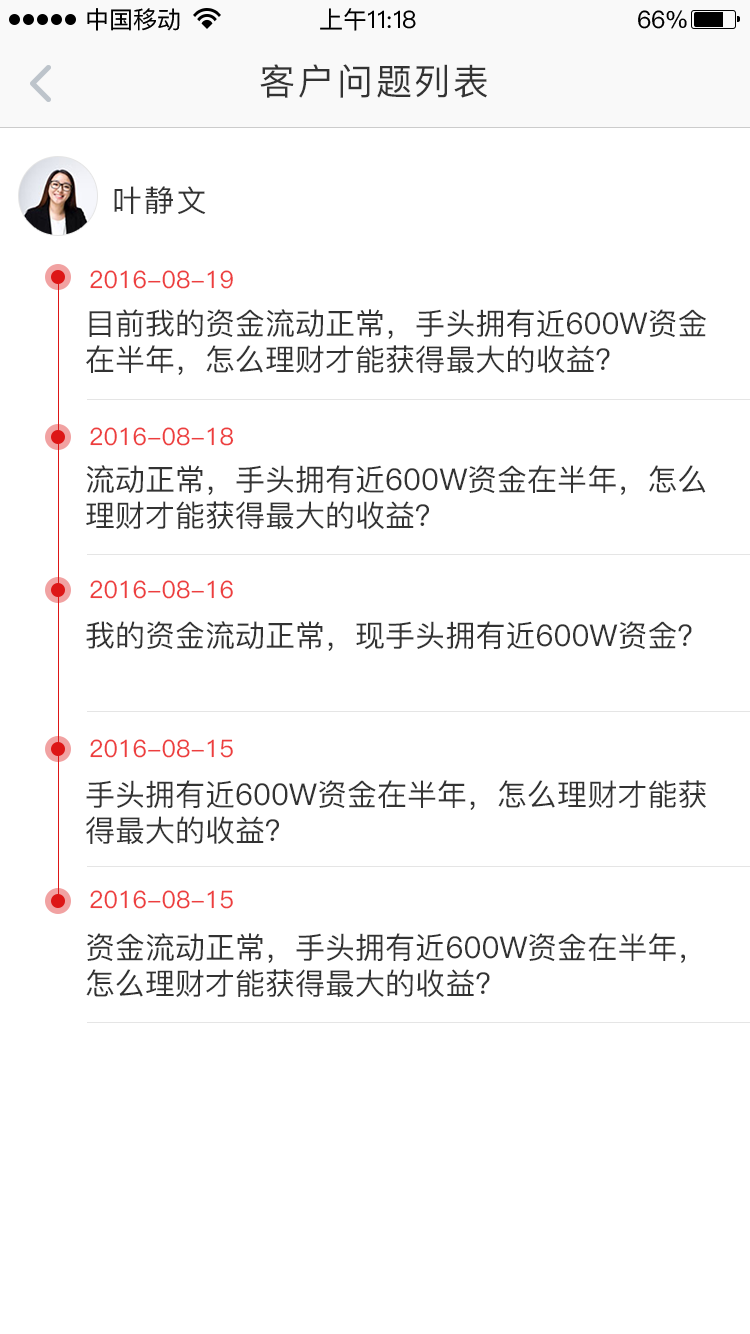 中国移动 上午11:18 66%
客户问题列表
叶静文
2016-08-19
目前我的资金流动正常，手头拥有近600W资金
在半年，怎么理财才能获得最大的收益?
2016-08-18
流动正常，手头拥有近600W资金在半年，怎么
理财才能获得最大的收益?
2016-08-16
我的资金流动正常，现手头拥有近600W资金?
2016-08-15
手头拥有近600W资金在半年，怎么理财才能获
得最大的收益?
2016-08-15
资金流动正常，手头拥有近600W资金在半年，
怎么理财才能获得最大的收益?